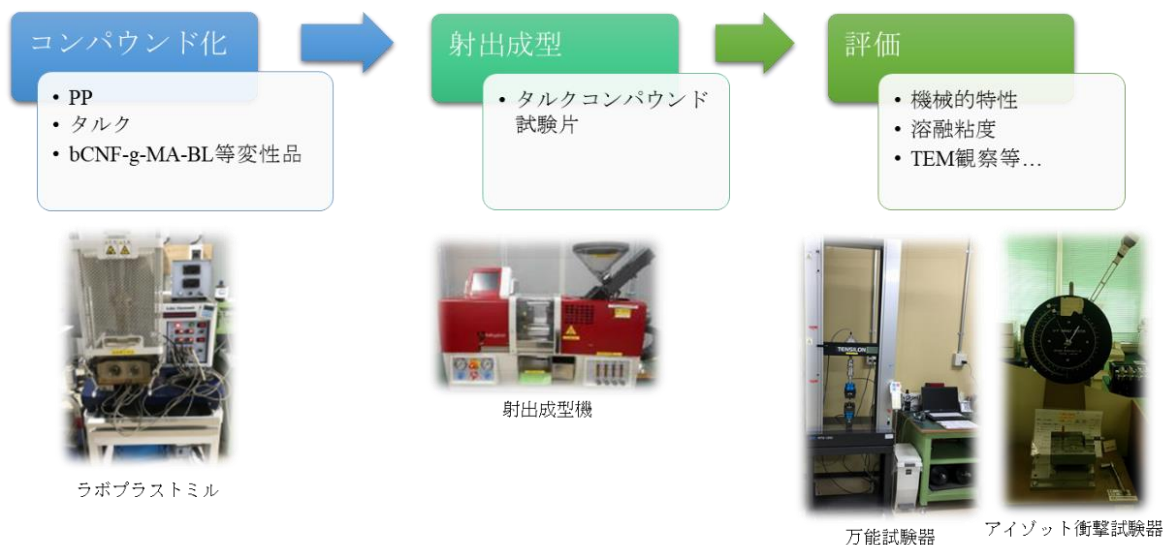 コンパウンド化
• PP
• タルク
• bCNF-g-MA-BL等変性品
射出成型
• タルクコンパウンド
試験片
評価
• 機械的特性
• 溶融粘度
• TEM観察等…
TENSILON
ラボプラストミル
射出成型機
万能試験器
アイゾット衝撃試験器